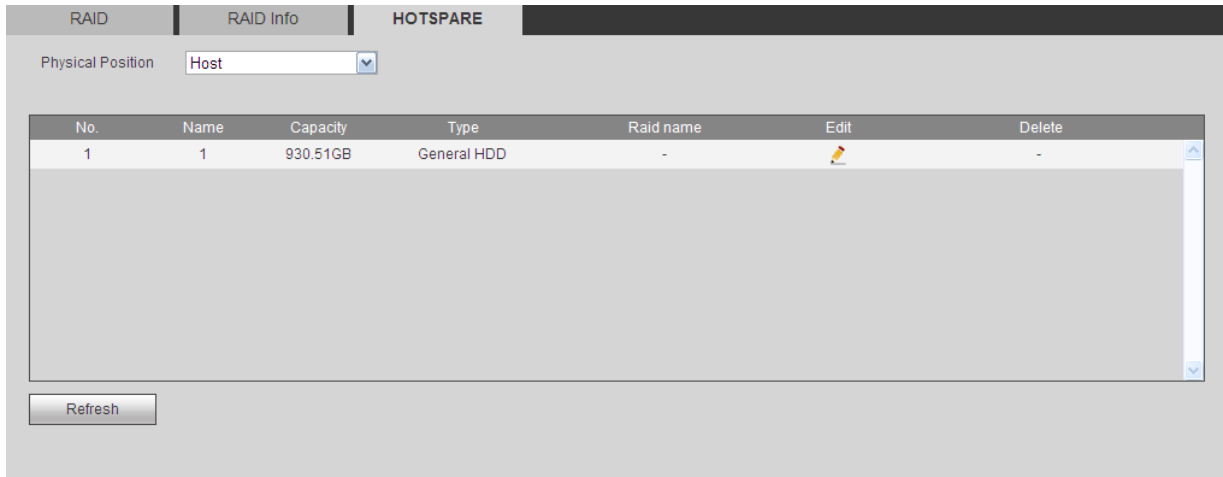 RAID RAID Info HOTSPARE
Physical Position Host
No. Name Capacity Type Raid name Edit Delete
1 1 930.51GB General HDD - -
Refresh